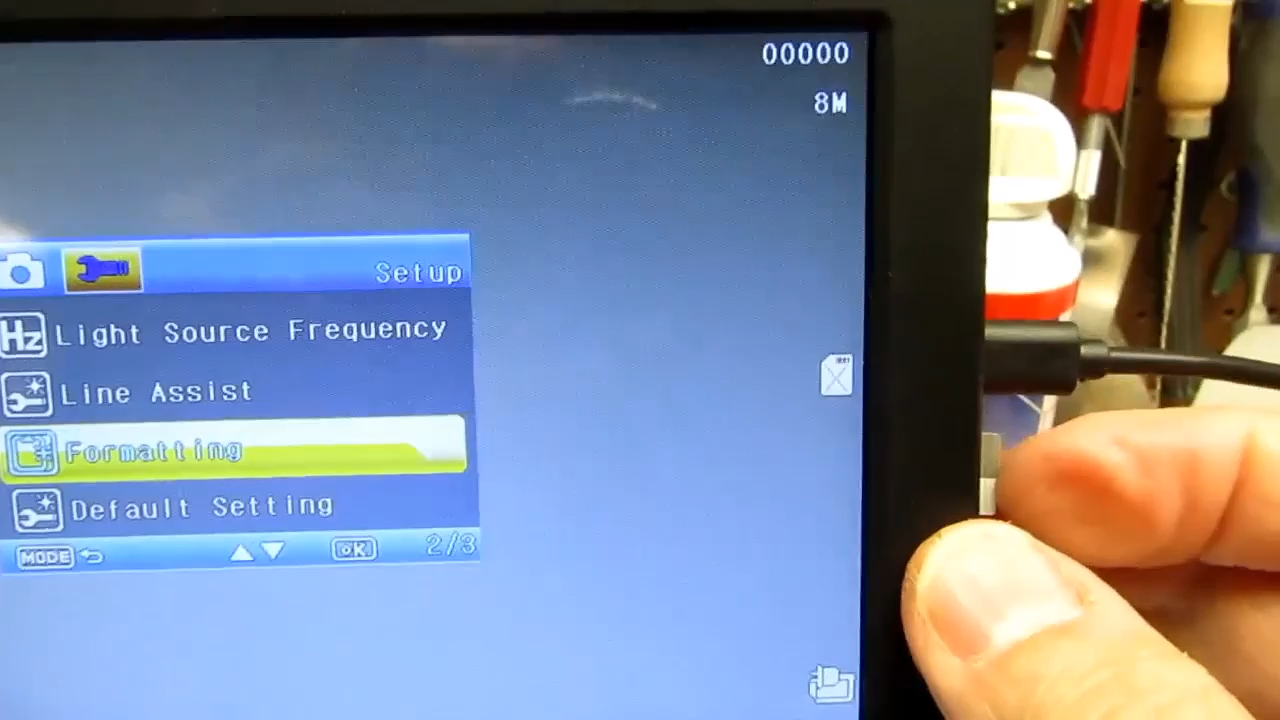 00000
8M
Setup
Hz Light Source Frequency
Line Assist
Formatting
Default Setting
MODE OK 2/3